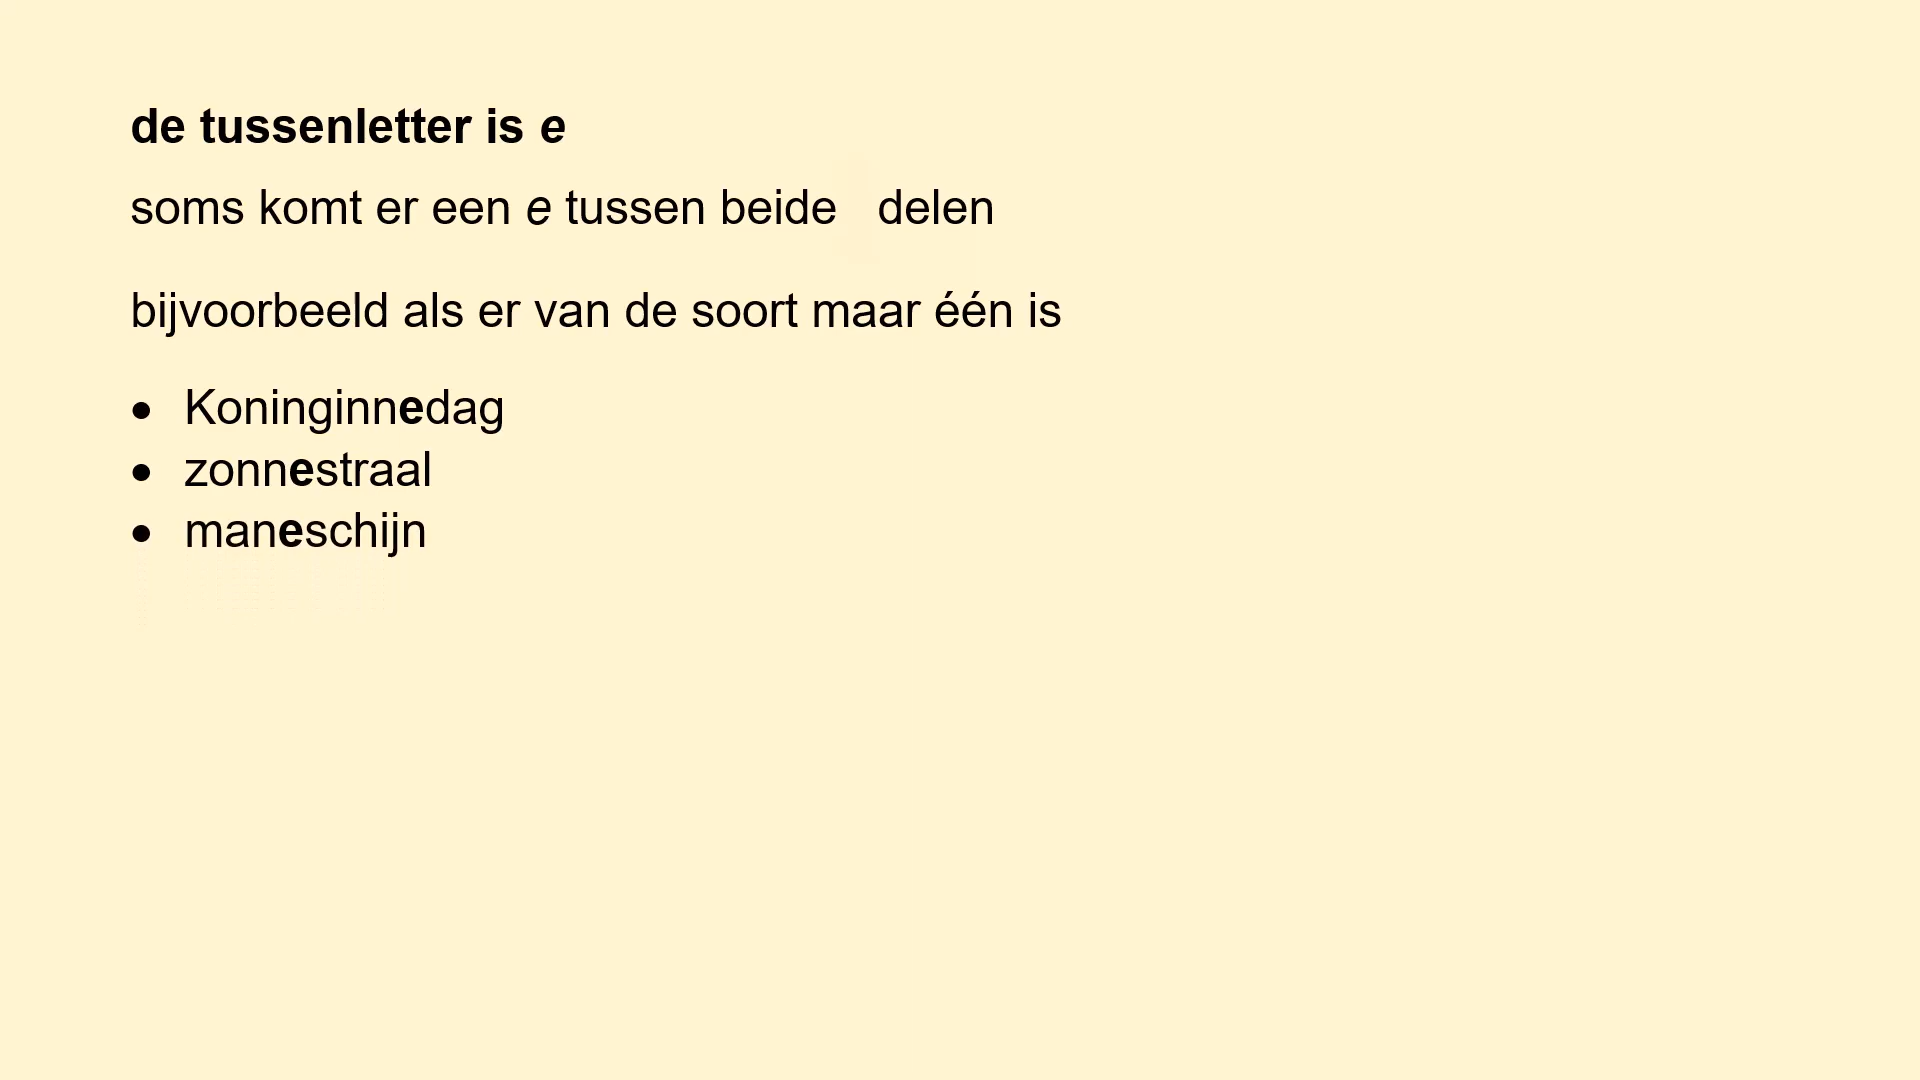 de tussenletter is e
soms komt er een e tussen beide delen
bijvoorbeeld als er van de soort maar één is
• Koninginnedag
• zonnestraal
• maneschijn